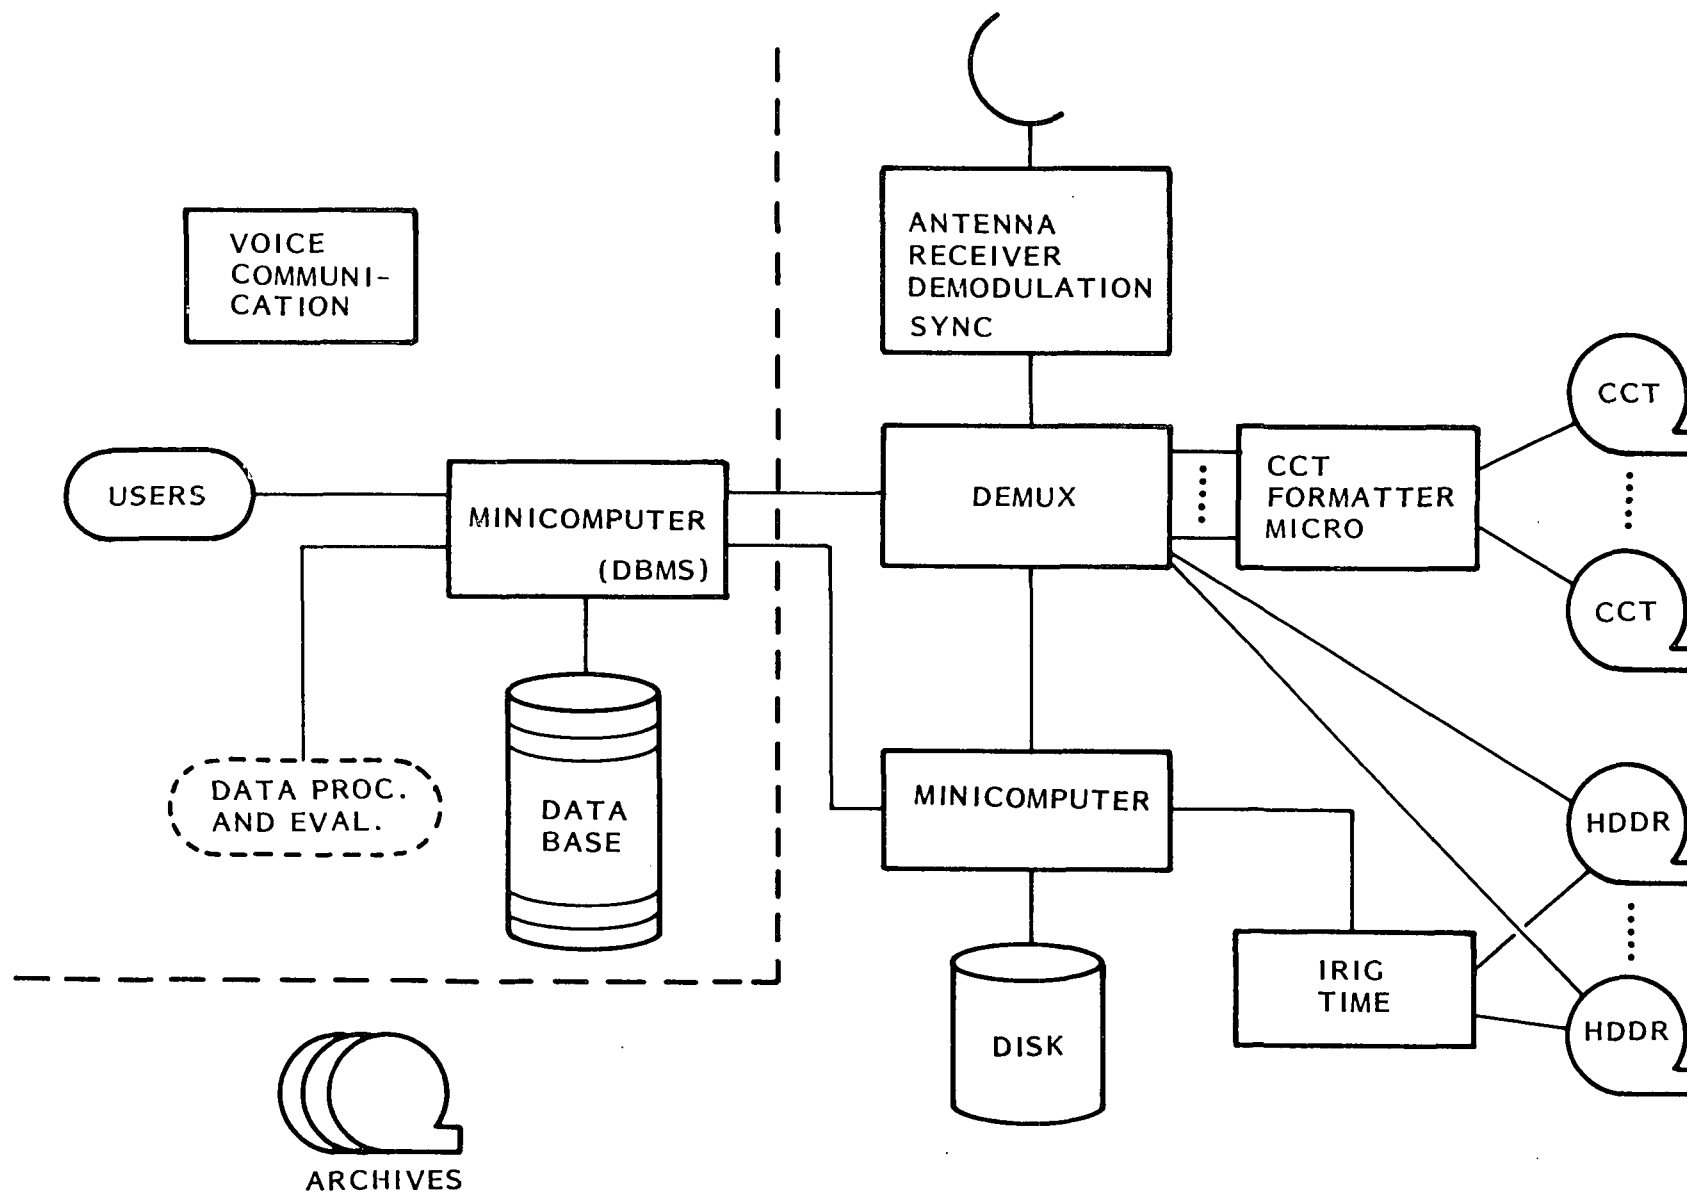 VOICE
COMMUNI-
CATION
ANTENNA
RECEIVER
DEMODULATION
SYNC
USERS
MINICOMPUTER
(DBMS)
DEMUX
CCT
FORMATTER
MICRO
CCT
CCT
DATA PROC.
AND EVAL.
DATA
BASE
MINICOMPUTER
HDDR
IRIG
TIME
HDDR
DISK
ARCHIVES